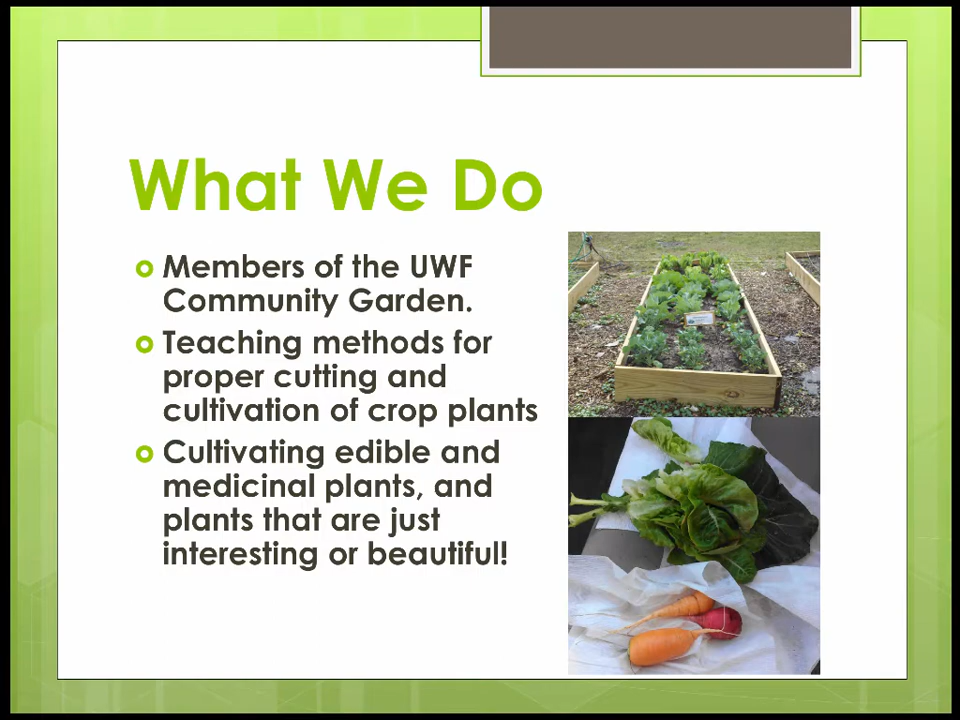 What We Do
Members of the UWF
Community Garden.
Teaching methods for
proper cutting and
cultivation of crop plants
Cultivating edible and
medicinal plants, and
plants that are just
interesting or beautiful!